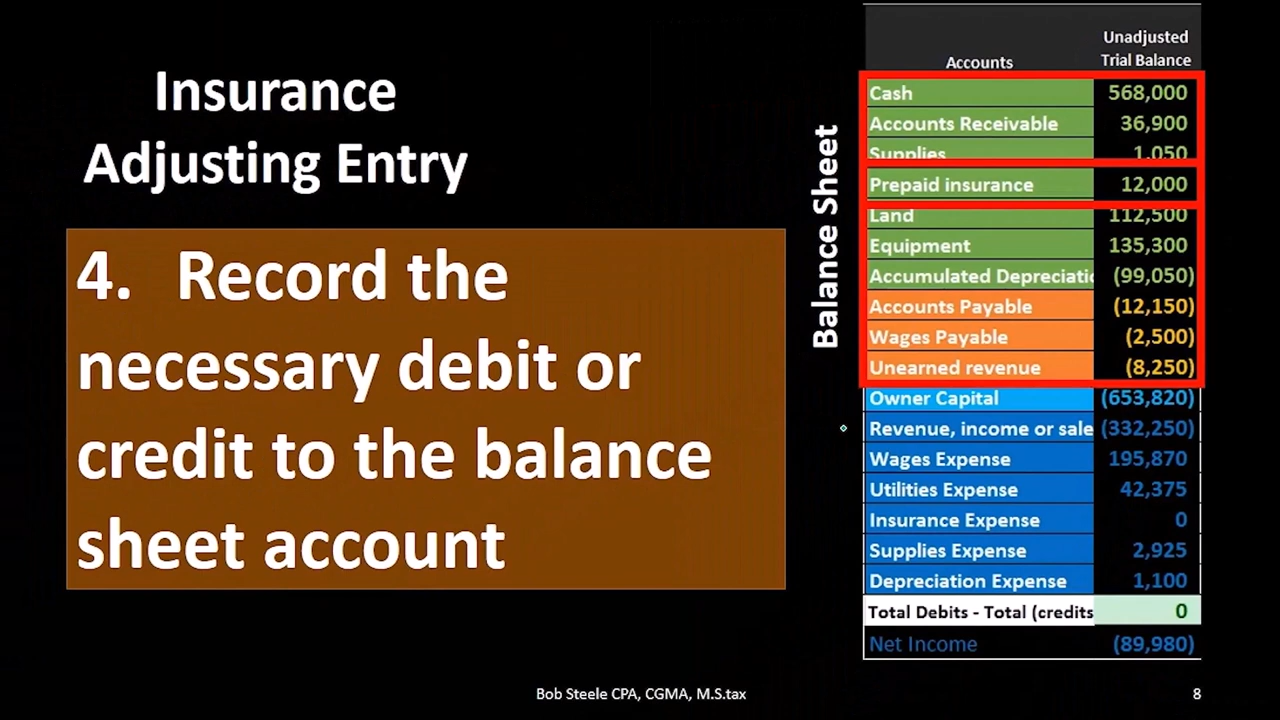 Insurance
Adjusting Entry
4. Record the
necessary debit or
credit to the balance
sheet account
Balance Sheet
Accounts Unadjusted Trial Balance
Cash 568,000
Accounts Receivable 36,900
Supplies 1,050
Prepaid insurance 12,000
Land 112,500
Equipment 135,300
Accumulated Depreciatio (99,050)
Accounts Payable (12,150)
Wages Payable (2,500)
Unearned revenue (8,250)
Owner Capital (653,820)
Revenue, income or sale (332,250)
Wages Expense 195,870
Utilities Expense 42,375
Insurance Expense 0
Supplies Expense 2,925
Depreciation Expense 1,100
Total Debits - Total (credits 0
Net Income (89,980)
Bob Steele CPA, CGMA, M.S.tax
8